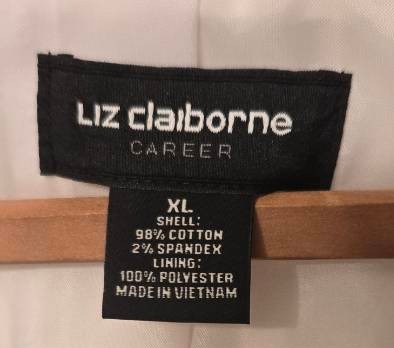 LIZ claiborne
CAREER
XL
SHELL:
98% COTTON
2% SPANDEX
LINING:
100% POLYESTER
MADE IN VIETNAM